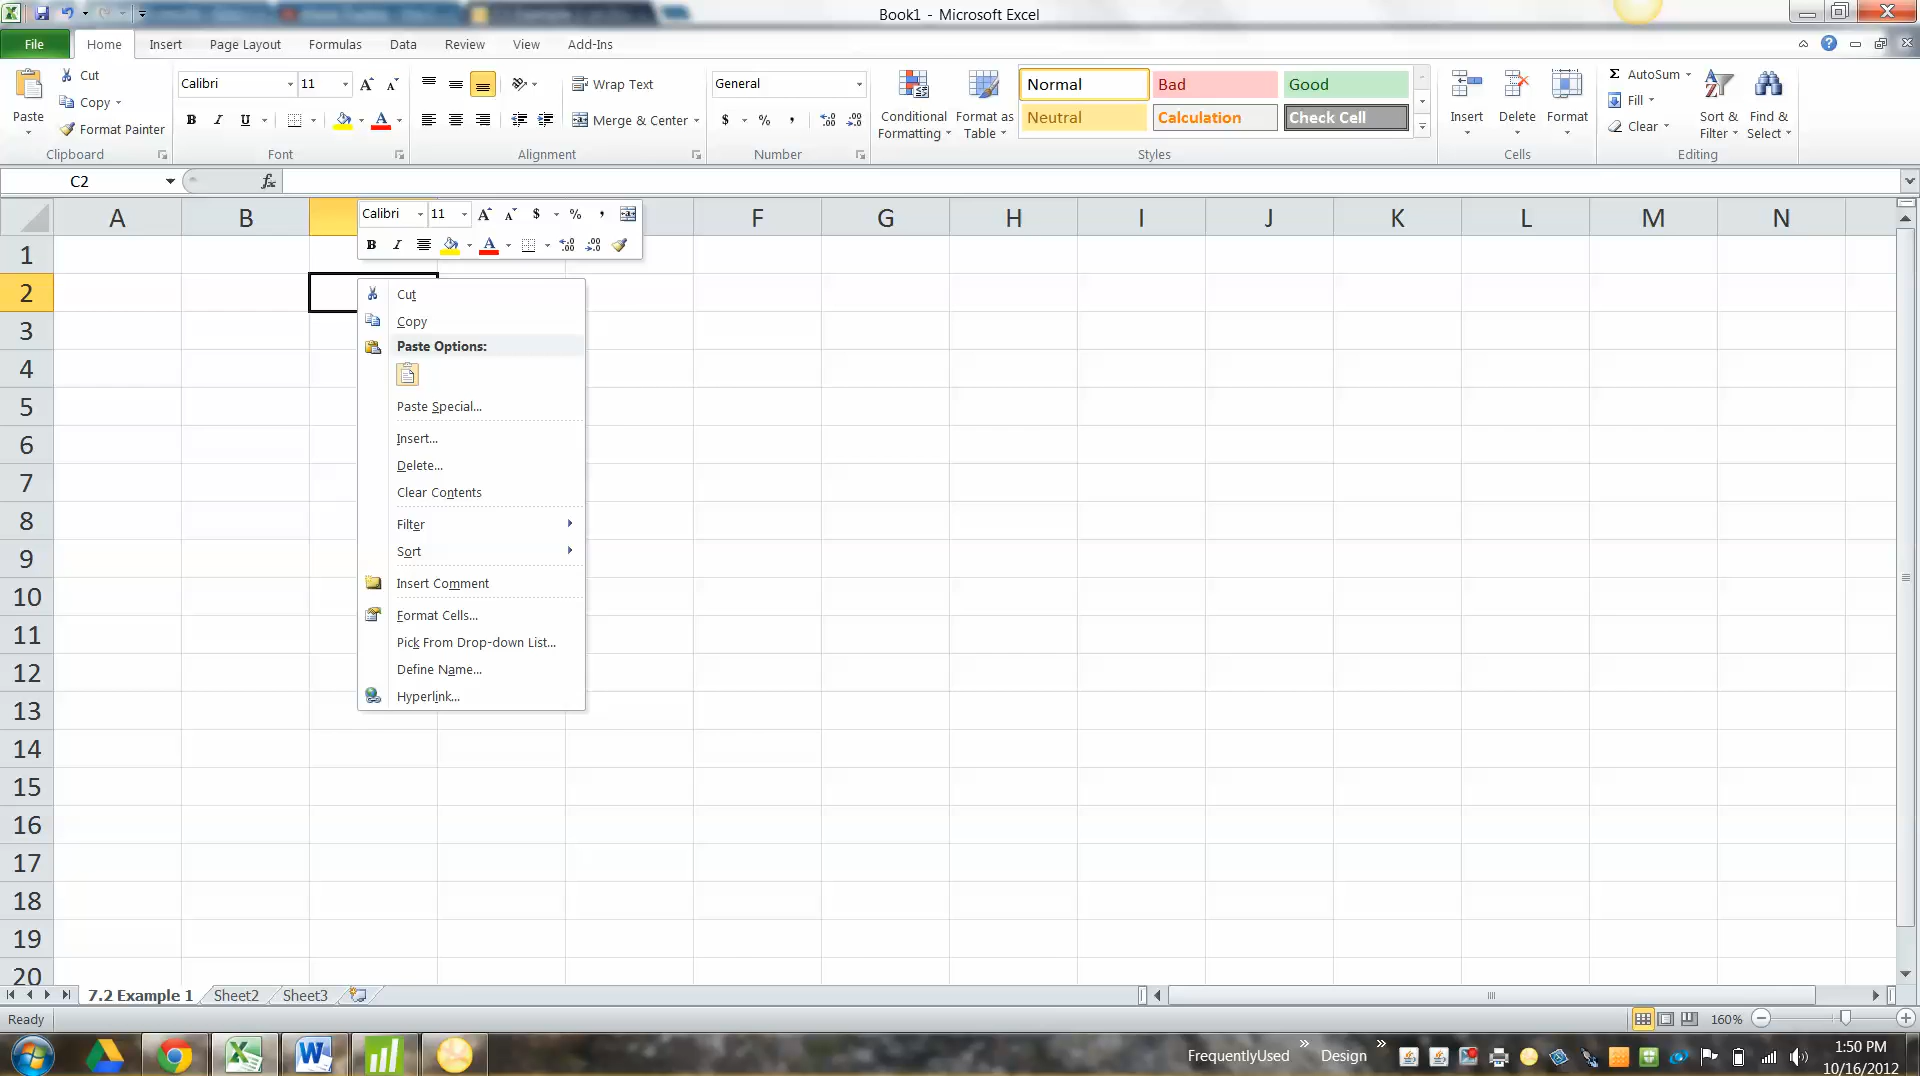 Book1 - Microsoft Excel
File Home Insert Page Layout Formulas Data Review View Add-Ins
Paste
Cut
Copy
Format Painter
Clipboard
Calibri 11
B I U
Font
Wrap Text
Merge & Center
Alignment
General
$ % ,
Number
Conditional Formatting
Format as Table
Normal Bad Good
Neutral Calculation Check Cell
Styles
Insert Delete Format
Cells
Σ AutoSum
Fill
Clear
Sort & Filter
Find & Select
Editing
C2 fx
A B F G H I J K L M N
Calibri 11 A A $ % ,
B I A
1
2
3
4
5
6
7
8
9
10
11
12
13
14
15
16
17
18
19
20
Cut
Copy
Paste Options:
Paste Special...
Insert...
Delete...
Clear Contents
Filter
Sort
Insert Comment
Format Cells...
Pick From Drop-down List...
Define Name...
Hyperlink...
7.2 Example 1 Sheet2 Sheet3
Ready 160%
FrequentlyUsed » Design »
1:50 PM
10/16/2012